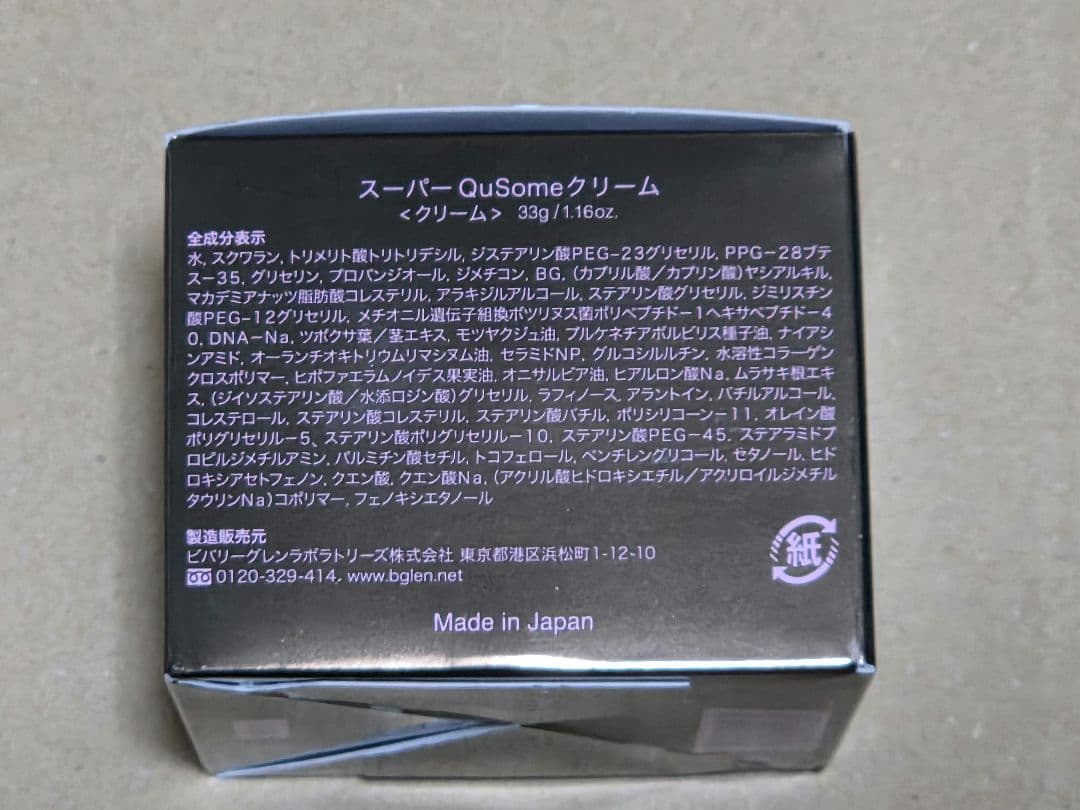 スーパー QuSomeクリーム
<クリーム> 33g/1.16oz.
全成分表示
水, スクワラン, トリメリト酸トリトリデシル, ジステアリン酸PEG-23グリセリル, PPG-28ブテ
ス-35, グリセリン, プロパンジオール, ジメチコン, BG, (カプリル酸/カプリン酸)ヤシアルキル,
マカデミアナッツ脂肪酸コレステリル, アラキジルアルコール, ステアリン酸グリセリル, ジミリスチン
酸PEG-12グリセリル, メチオニル遺伝子組換ボツリヌス菌ポリペプチド-1ヘキサペプチド-4
0, DNA-Na, ツボクサ葉/茎エキス, モツヤクジュ油, プルケネチアボルビリス種子油, ナイアシ
ンアミド, オーランチオキトリウムリマシヌム油, セラミドNP, グルコシルルチン, 水溶性コラーゲン
クロスポリマー, ヒポファエラムノイデス果実油, オニサルビア油, ヒアルロン酸Na, ムラサキ根エキ
ス, (ジイソステアリン酸/水添ロジン酸)グリセリル, ラフィノース, アラントイン, バチルアルコール,
コレステロール, ステアリン酸コレステリル, ステアリン酸バチル, ポリシリコーン-11, オレイン酸
ポリグリセリル-5, ステアリン酸ポリグリセリル-10, ステアリン酸PEG-45, ステアラミドプ
ロピルジメチルアミン, パルミチン酸セチル, トコフェロール, ペンチレングリコール, セタノール, ヒド
ロキシアセトフェノン, クエン酸, クエン酸Na, (アクリル酸ヒドロキシエチル/アクリロイルジメチル
タウリンNa)コポリマー, フェノキシエタノール
製造販売元
ビバリーグレンラボラトリーズ株式会社 東京都港区浜松町1-12-10
0120-329-414, www.bglen.net
紙
Made in Japan